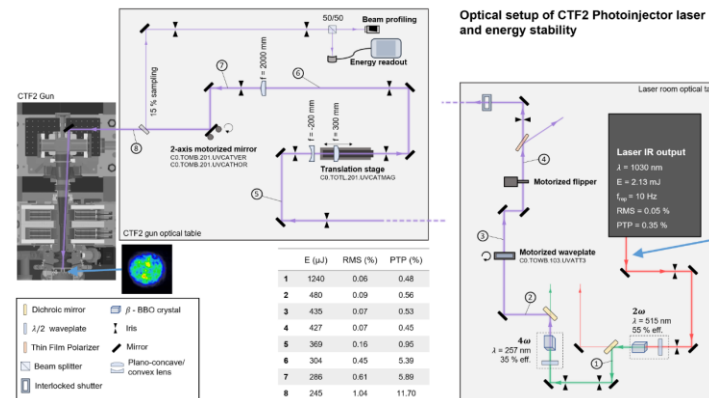 Optical setup of CTF2 Photoinjector laser
and energy stability
CTF2 Gun
50/50
Beam profiling
Energy readout
15 % sampling
f = 2000 mm
7
6
8
2-axis motorized mirror
C0.TOMB.201.UVCATVER
C0.TOMB.201.UVCATHOR
f = -200 mm
f = 300 mm
Translation stage
C0.TOTL.201.UVCATMAG
5
CTF2 gun optical table
Laser room optical ta
Laser IR output
λ = 1030 nm
E = 2.13 mJ
frep = 10 Hz
RMS = 0.05 %
PTP = 0.35 %
4
Motorized flipper
3
Motorized waveplate
C0.TOWB.103.UVATT3
2
4ω
λ = 257 nm
35 % eff.
1
2ω
λ = 515 nm
55 % eff.
E (μJ) RMS (%) PTP (%)
1 1240 0.06 0.48
2 480 0.09 0.56
3 435 0.07 0.53
4 427 0.07 0.45
5 369 0.16 0.95
6 304 0.45 5.39
7 286 0.61 5.89
8 245 1.04 11.70
Dichroic mirror
λ/2 waveplate
Thin Film Polarizer
Beam splitter
Interlocked shutter
β - BBO crystal
Iris
Mirror
Plano-concave/
convex lens